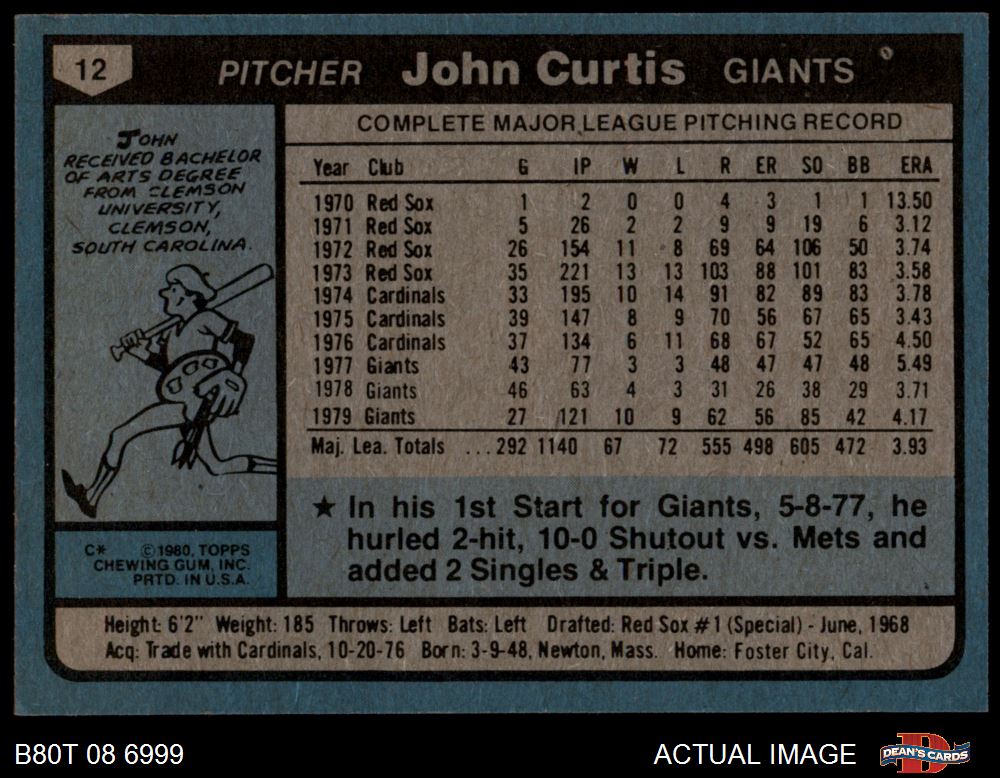 12 PITCHER John Curtis GIANTS
JOHN
RECEIVED BACHELOR
OF ARTS DEGREE
FROM CLEMSON
UNIVERSITY,
CLEMSON,
SOUTH CAROLINA.
C* ©1980, TOPPS
CHEWING GUM, INC.
PRTD. IN U.S.A.
COMPLETE MAJOR LEAGUE PITCHING RECORD
Year Club G IP W L R ER SO BB ERA
1970 Red Sox 1 2 0 0 4 3 1 1 13.50
1971 Red Sox 5 26 2 2 9 9 19 6 3.12
1972 Red Sox 26 154 11 8 69 64 106 50 3.74
1973 Red Sox 35 221 13 13 103 88 101 83 3.58
1974 Cardinals 33 195 10 14 91 82 89 83 3.78
1975 Cardinals 39 147 8 9 70 56 67 65 3.43
1976 Cardinals 37 134 6 11 68 67 52 65 4.50
1977 Giants 43 77 3 3 48 47 47 48 5.49
1978 Giants 46 63 4 3 31 26 38 29 3.71
1979 Giants 27 121 10 9 62 56 85 42 4.17
Maj. Lea. Totals ...292 1140 67 72 555 498 605 472 3.93
★ In his 1st Start for Giants, 5-8-77, he
hurled 2-hit, 10-0 Shutout vs. Mets and
added 2 Singles & Triple.
Height: 6'2" Weight: 185 Throws: Left Bats: Left Drafted: Red Sox #1 (Special) - June, 1968
Acq: Trade with Cardinals, 10-20-76 Born: 3-9-48, Newton, Mass. Home: Foster City, Cal.
B80T 08 6999 ACTUAL IMAGE DEAN'S CARDS